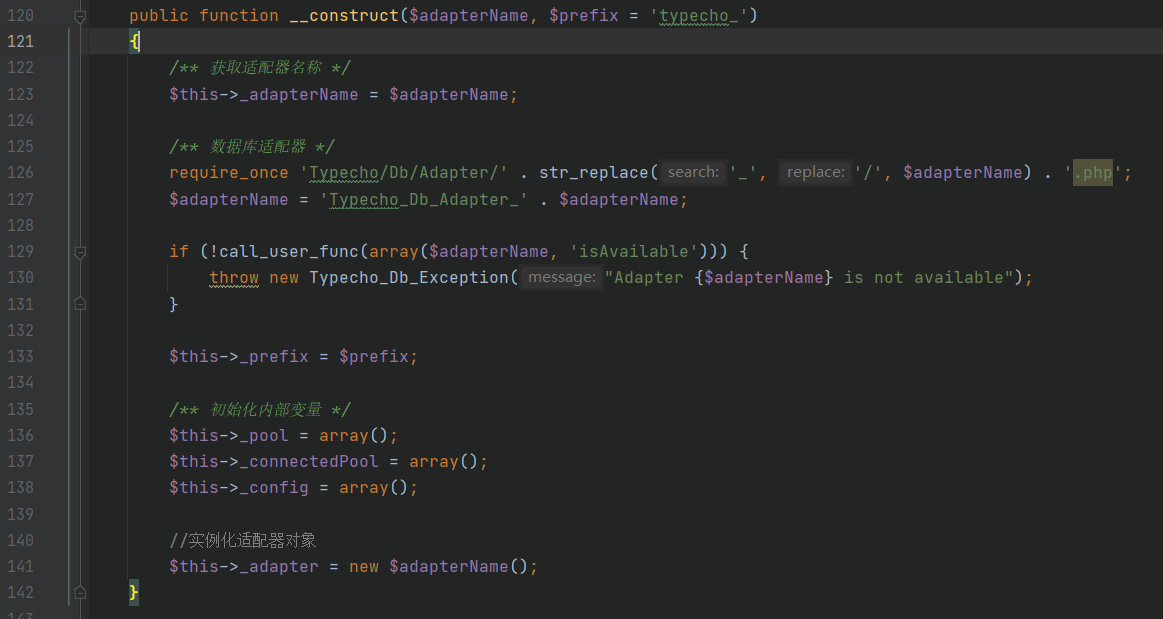 120 public function __construct($adapterName, $prefix = 'typecho_')
121 {
122 /** 获取适配器名称 */
123 $this->_adapterName = $adapterName;
124
125 /** 数据库适配器 */
126 require_once 'Typecho/Db/Adapter/' . str_replace( search: '_', replace: '/', $adapterName) . '.php';
127 $adapterName = 'Typecho_Db_Adapter_' . $adapterName;
128
129 if (!call_user_func(array($adapterName, 'isAvailable'))) {
130 throw new Typecho_Db_Exception( message: "Adapter {$adapterName} is not available");
131 }
132
133 $this->_prefix = $prefix;
134
135 /** 初始化内部变量 */
136 $this->_pool = array();
137 $this->_connectedPool = array();
138 $this->_config = array();
139
140 //实例化适配器对象
141 $this->_adapter = new $adapterName();
142 }
143